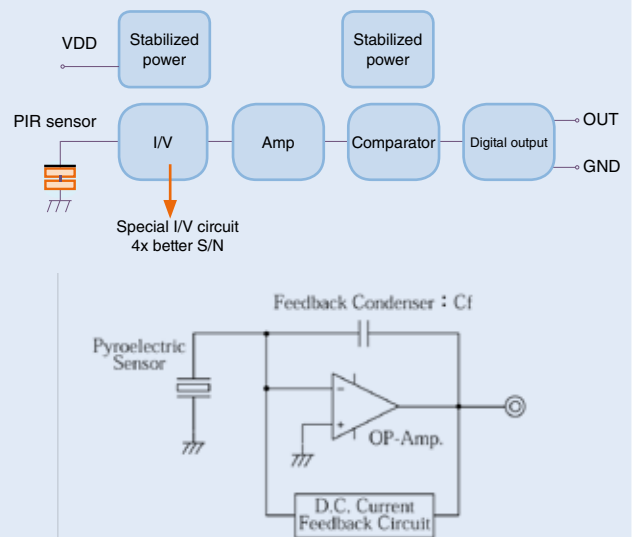 VDD
Stabilized
power
Stabilized
power
PIR sensor
I/V
Amp
Comparator
Digital output
OUT
GND
Special I/V circuit
4x better S/N
Feedback Condenser : Cf
Pyroelectric
Sensor
−
+
OP-Amp.
D.C. Current
Feedback Circuit